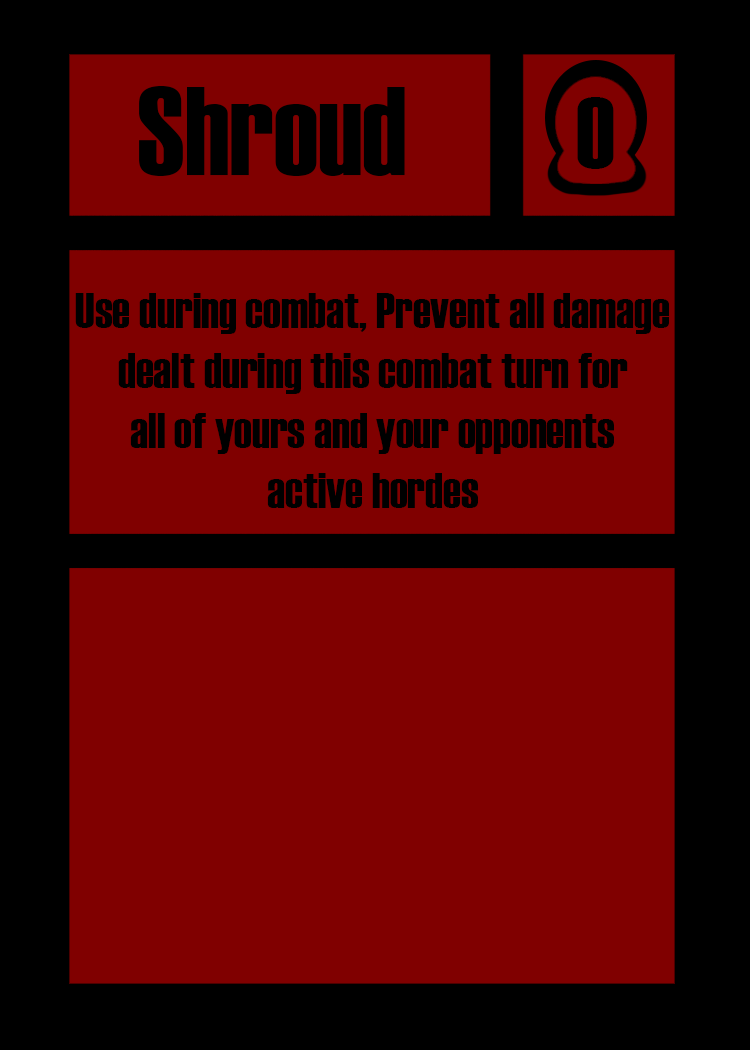 Shroud
0
Use during combat, Prevent all damage
dealt during this combat turn for
all of yours and your opponents
active hordes